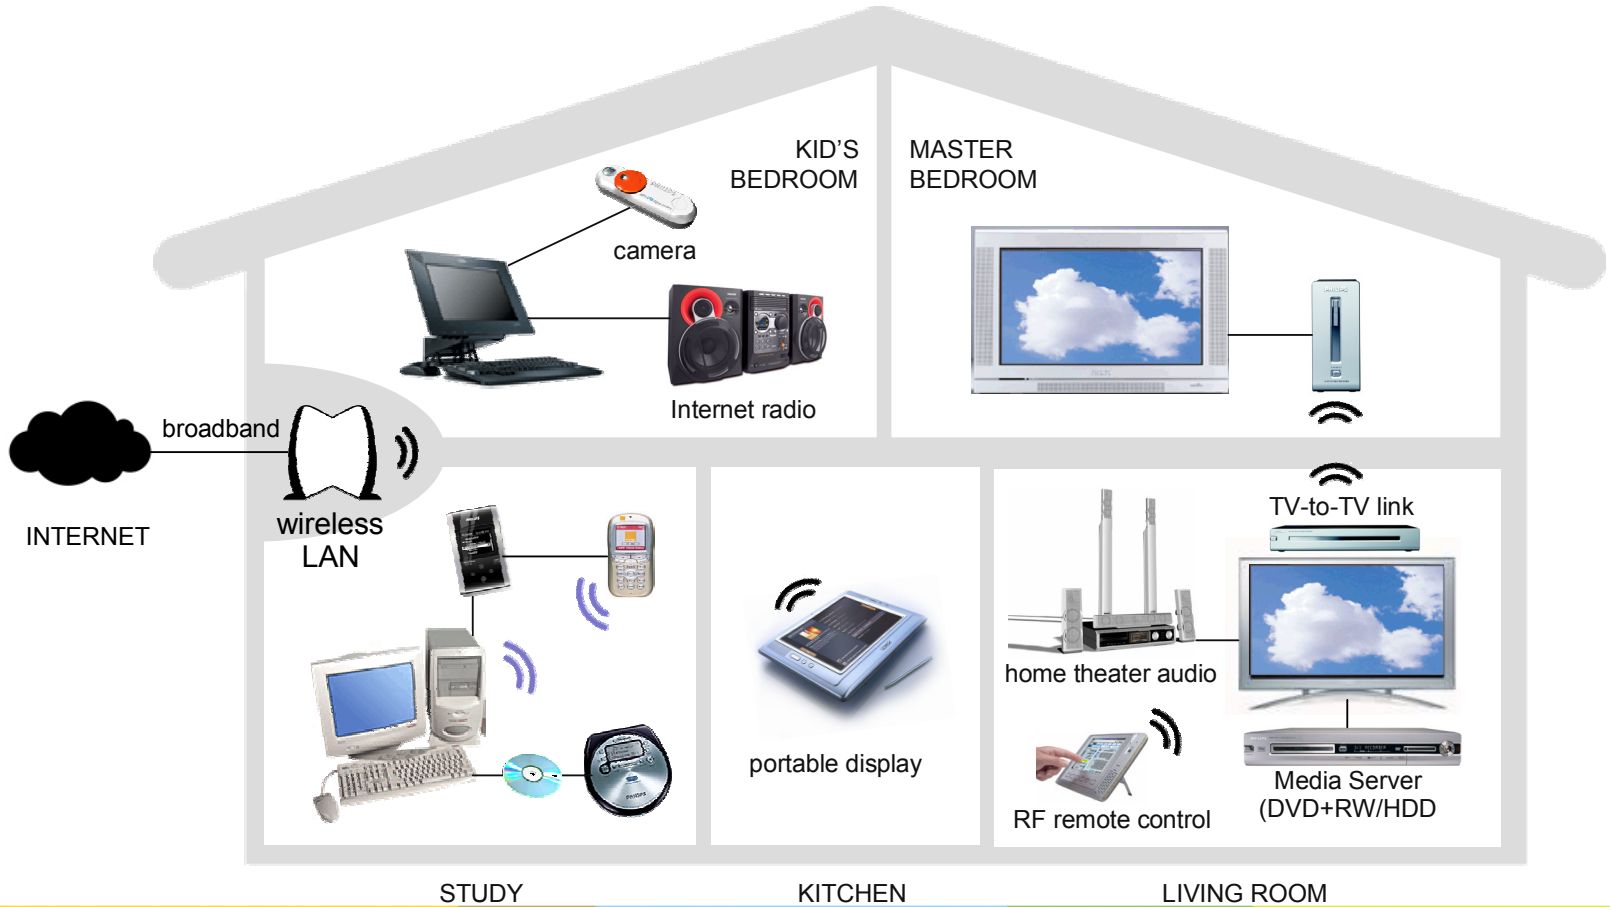 KID'S
BEDROOM
MASTER
BEDROOM
camera
Internet radio
broadband
INTERNET
wireless
LAN
TV-to-TV link
home theater audio
portable display
RF remote control
Media Server
(DVD+RW/HDD
STUDY
KITCHEN
LIVING ROOM
PHILIPS